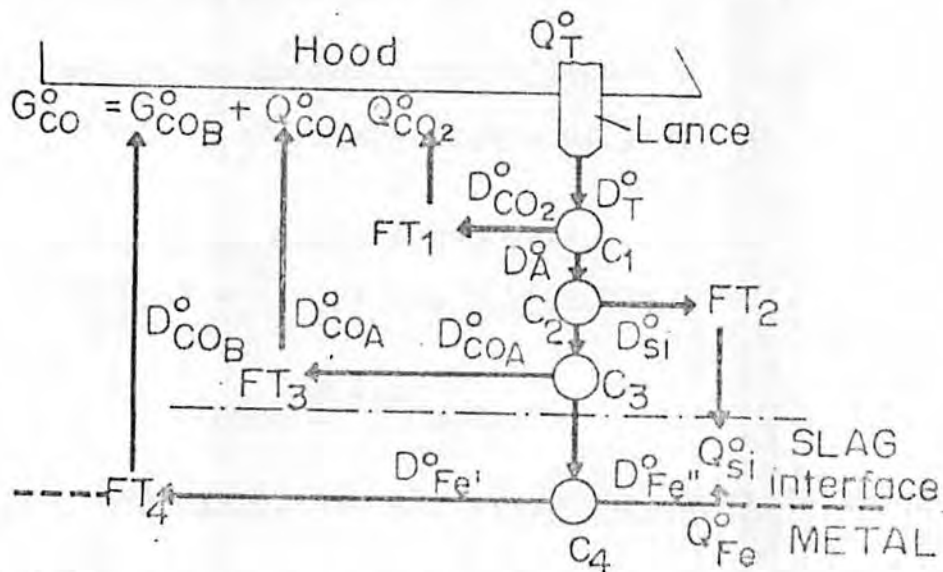 Q°T
Hood
G°CO = G°COB + Q°COA Q°CO2
Lance
D°CO2 D°T
FT1 C1
D°A
C2 FT2
D°COB D°COA D°COA D°Si
FT3 C3
Q°Si SLAG
D°Fe' D°Fe" interface
FT4
Q°Fe METAL
C4